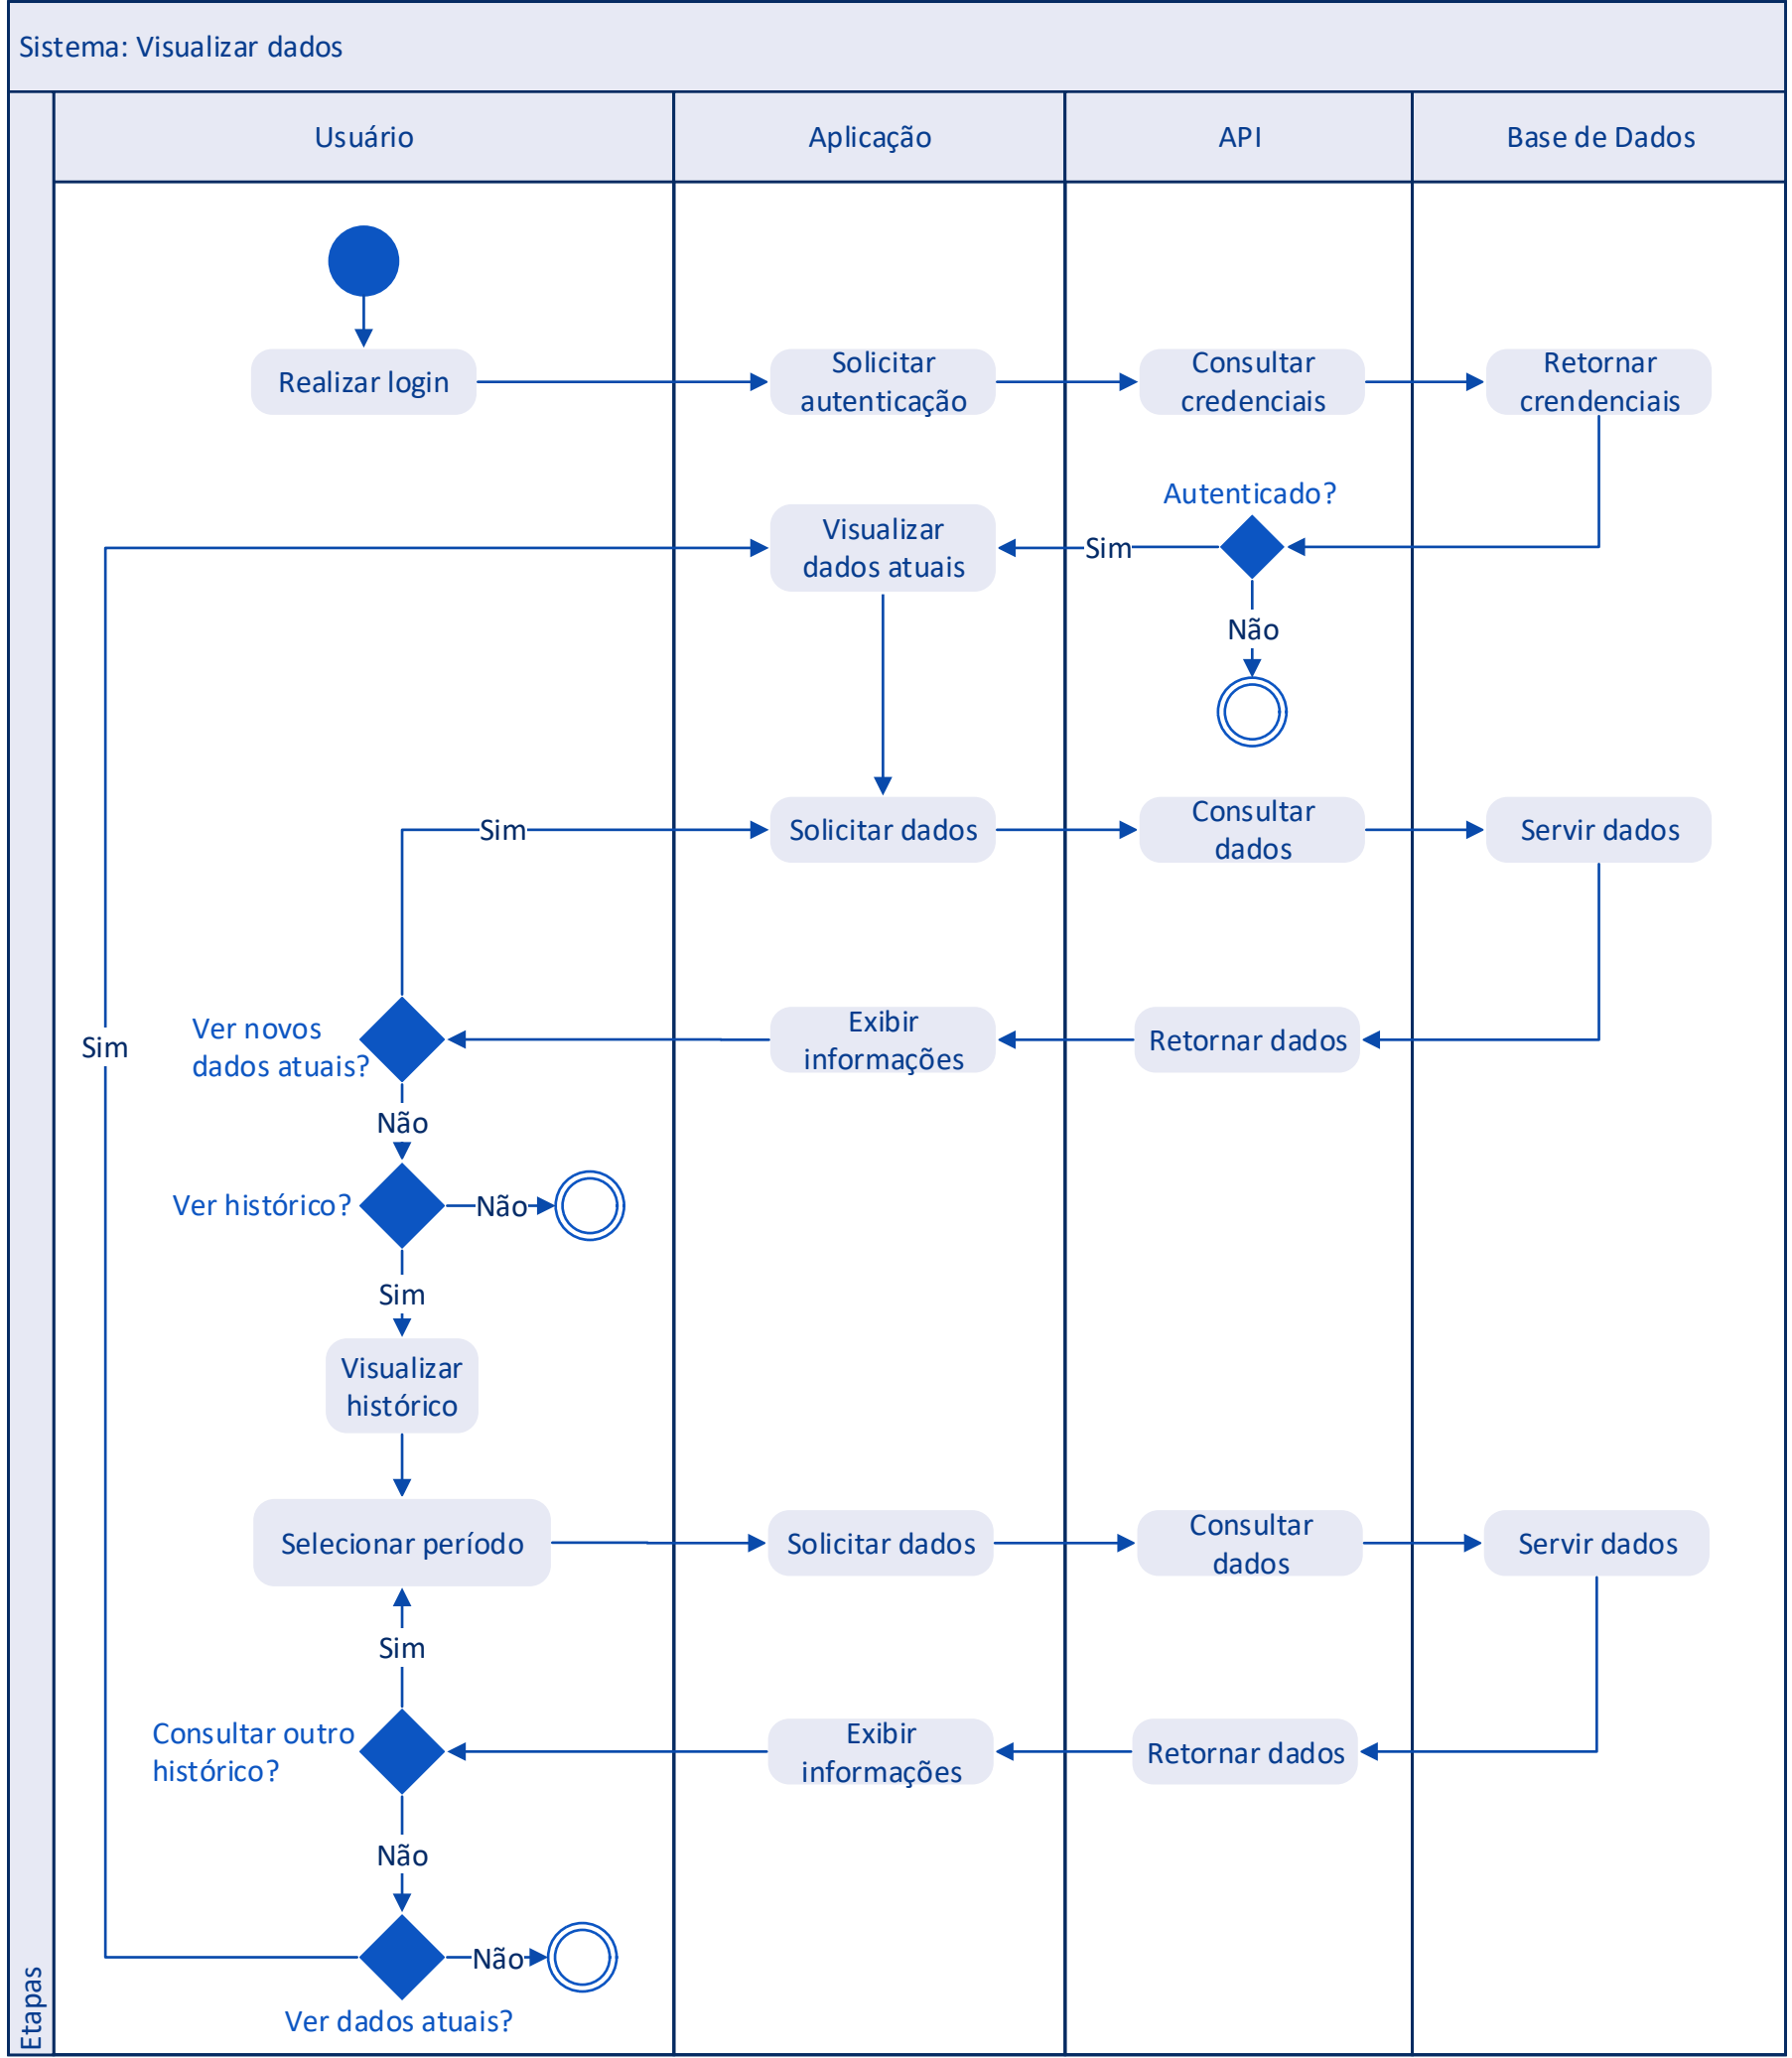 Sistema: Visualizar dados
Usuário
Aplicação
API
Base de Dados
Realizar login
Solicitar
autenticação
Consultar
credenciais
Retornar
crendenciais
Autenticado?
Visualizar
dados atuais
Sim
Não
Sim
Solicitar dados
Consultar
dados
Servir dados
Ver novos
dados atuais?
Exibir
informações
Retornar dados
Sim
Não
Ver histórico?
Não
Sim
Visualizar
histórico
Selecionar período
Solicitar dados
Consultar
dados
Servir dados
Sim
Consultar outro
histórico?
Exibir
informações
Retornar dados
Não
Não
Ver dados atuais?
Etapas